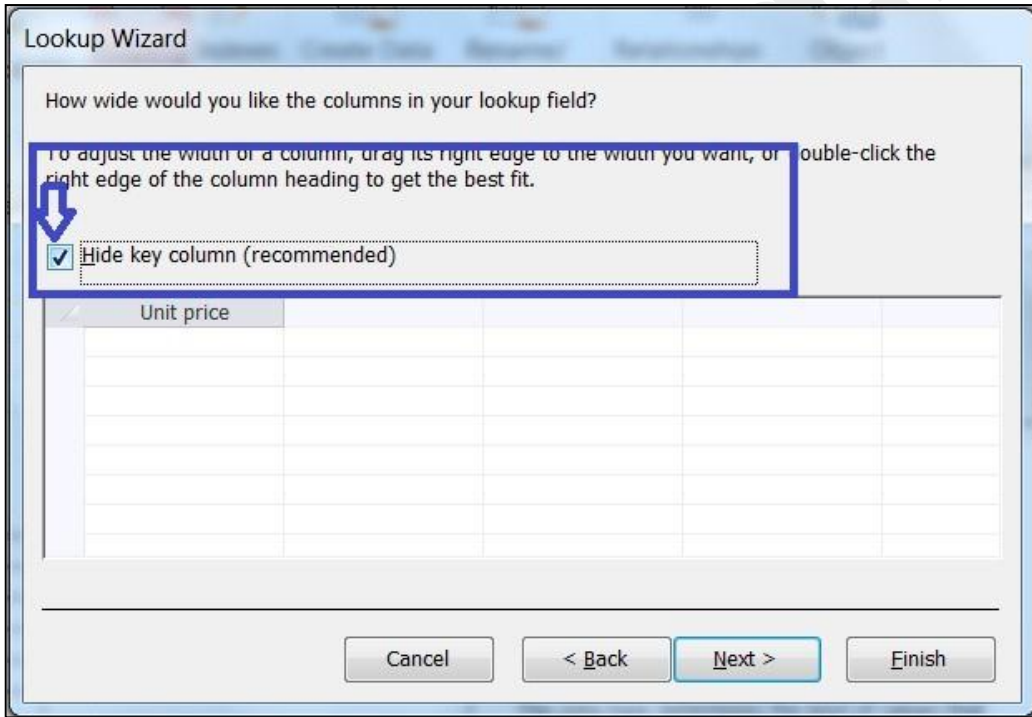 Lookup Wizard
How wide would you like the columns in your lookup field?
To adjust the width of a column, drag its right edge to the width you want, or double-click the
right edge of the column heading to get the best fit.
Hide key column (recommended)
Unit price
Cancel
< Back
Next >
Finish